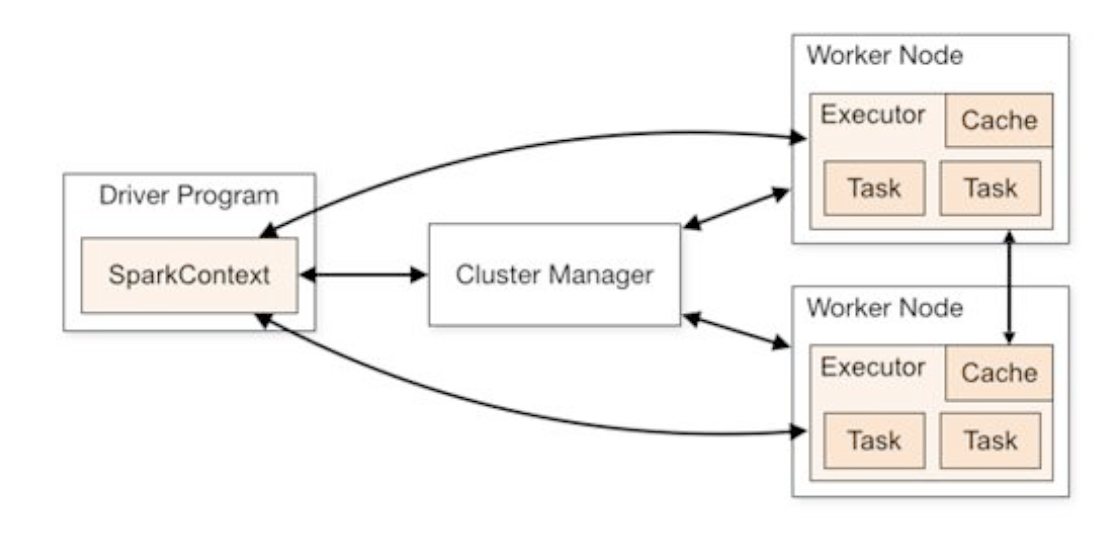 Driver Program
SparkContext
Cluster Manager
Worker Node
Executor
Cache
Task
Task
Worker Node
Executor
Cache
Task
Task